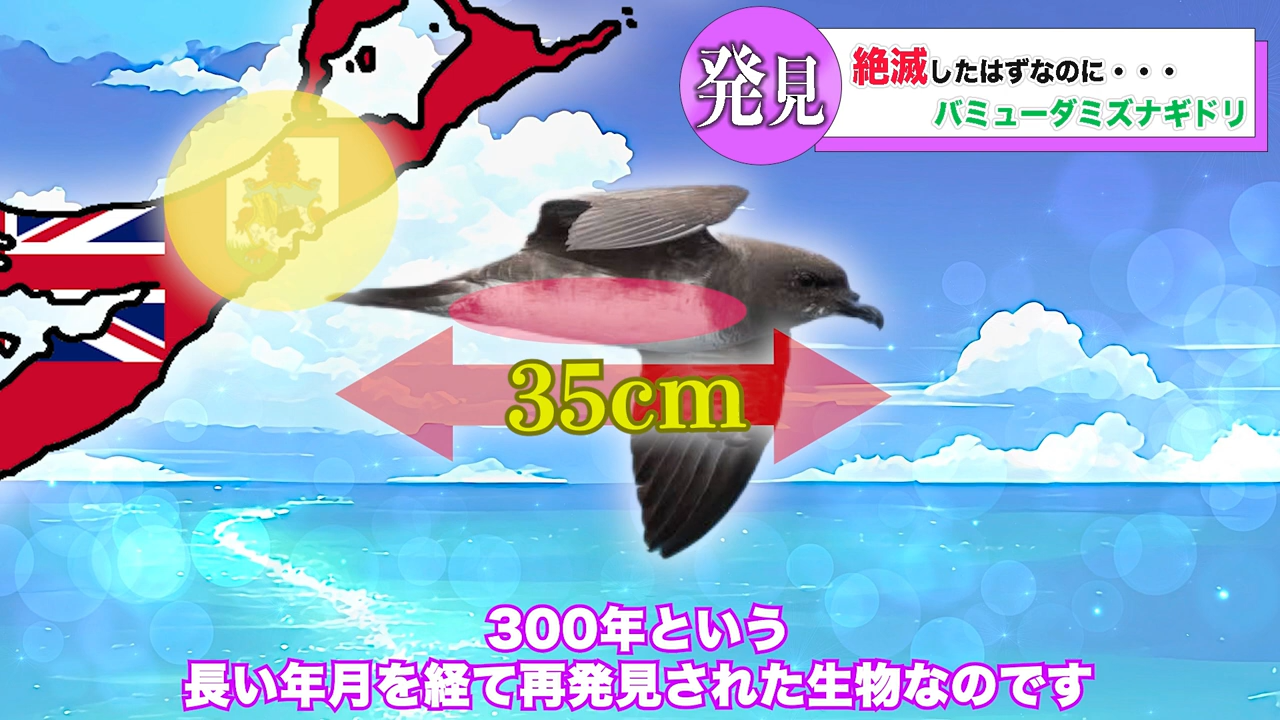 発見
絶滅したはずなのに・・・
バミューダミズナギドリ
35cm
300年という
長い年月を経て再発見された生物なのです